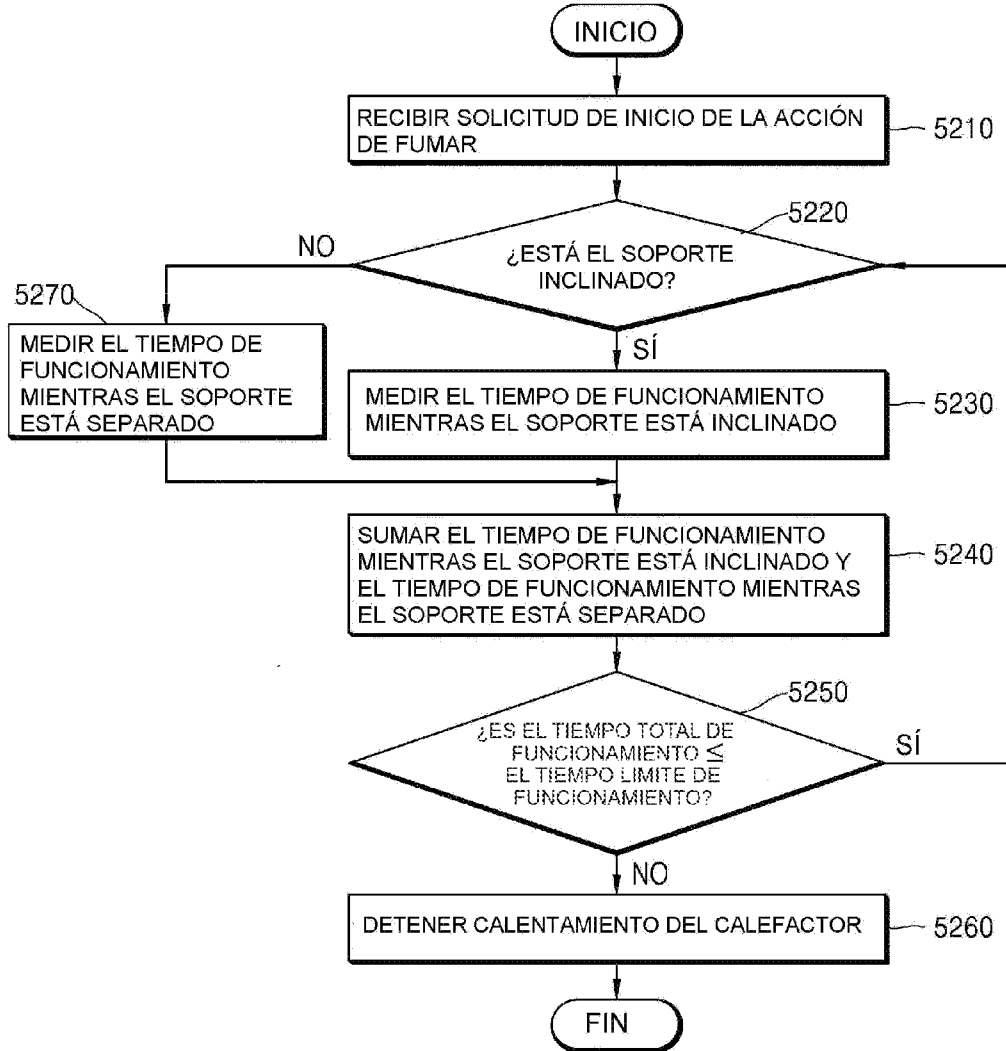 INICIO
RECIBIR SOLICITUD DE INICIO DE LA ACCIÓN
DE FUMAR
5210
5220
¿ESTÁ EL SOPORTE
INCLINADO?
NO
SÍ
5270
MEDIR EL TIEMPO DE
FUNCIONAMIENTO
MIENTRAS EL SOPORTE
ESTÁ SEPARADO
MEDIR EL TIEMPO DE FUNCIONAMIENTO
MIENTRAS EL SOPORTE ESTÁ INCLINADO
5230
SUMAR EL TIEMPO DE FUNCIONAMIENTO
MIENTRAS EL SOPORTE ESTÁ INCLINADO Y
EL TIEMPO DE FUNCIONAMIENTO MIENTRAS
EL SOPORTE ESTÁ SEPARADO
5240
5250
¿ES EL TIEMPO TOTAL DE
FUNCIONAMIENTO ≦
EL TIEMPO LIMITE DE
FUNCIONAMIENTO?
SÍ
NO
DETENER CALENTAMIENTO DEL CALEFACTOR
5260
FIN